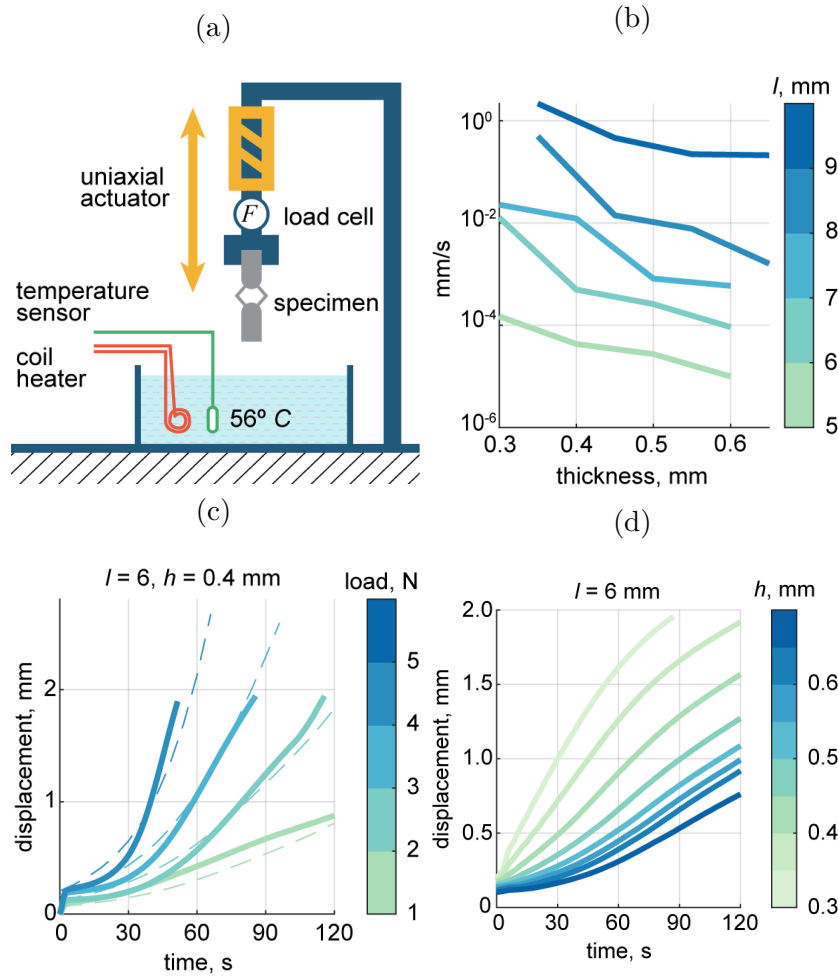 (a)
uniaxial
actuator
F
load cell
specimen
temperature
sensor
coil
heater
56º C
(b)
l, mm
mm/s
10⁰
10⁻²
10⁻⁴
10⁻⁶
0.3 0.4 0.5 0.6
thickness, mm
9
8
7
6
5
(c)
l = 6, h = 0.4 mm
load, N
displacement, mm
2
1
0
0 30 60 90 120
time, s
5
4
3
2
1
(d)
l = 6 mm
h, mm
displacement, mm
2.0
1.5
1.0
0.5
0
0 30 60 90 120
time, s
0.6
0.5
0.4
0.3